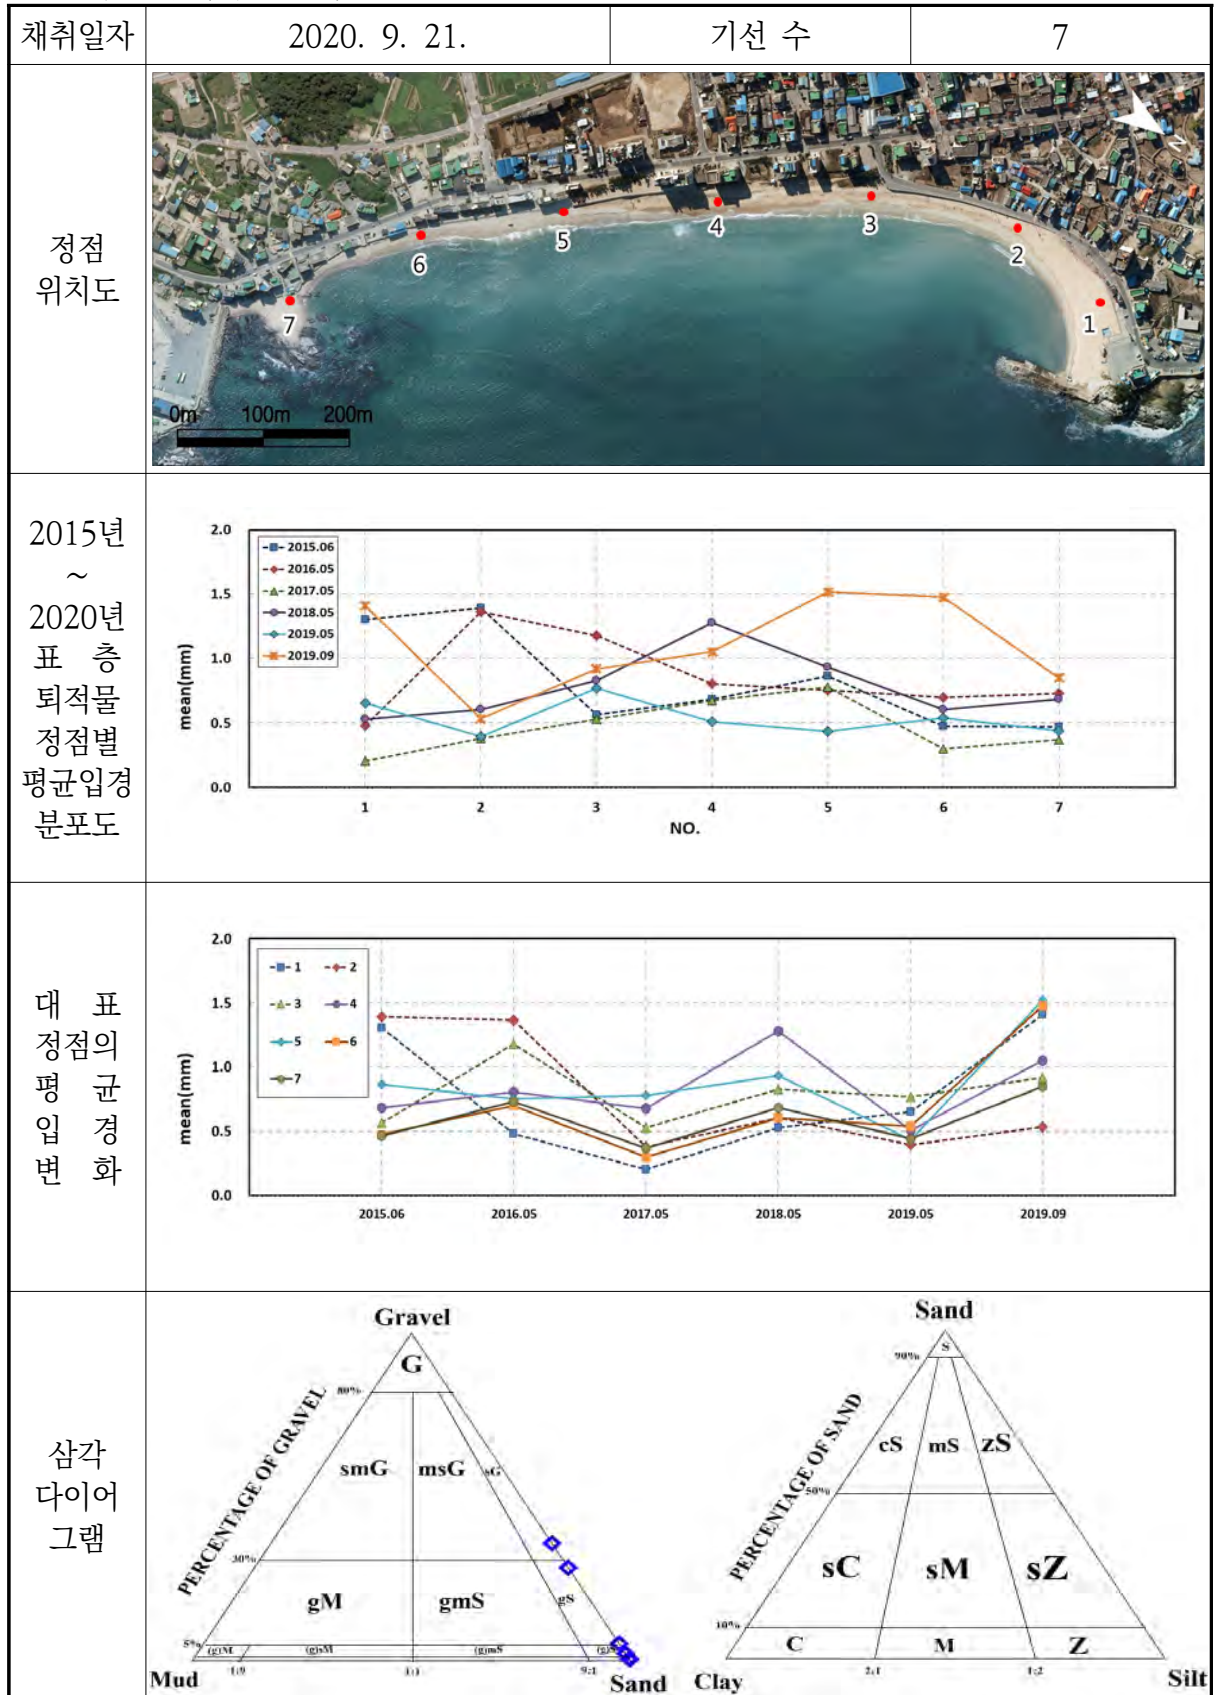 채취일자
2020. 9. 21.
기선 수
7
정점
위치도
1
2
3
4
5
6
7
N
0m 100m 200m
2015년
~
2020년
표 층
퇴적물
정점별
평균입경
분포도
2.0
1.5
1.0
0.5
0.0
mean(mm)
2015.06
2016.05
2017.05
2018.05
2019.05
2019.09
1 2 3 4 5 6 7
NO.
대 표
정점의
평 균
입 경
변 화
2.0
1.5
1.0
0.5
0.0
mean(mm)
1 2
3 4
5 6
7
2015.06 2016.05 2017.05 2018.05 2019.05 2019.09
삼각
다이어
그램
Gravel
G
80%
PERCENTAGE OF GRAVEL
smG msG sG
30%
gM gmS gS
5%
(g)M (g)sM (g)mS
1:9 1:1 9:1
Mud Sand
Sand
S
90%
PERCENTAGE OF SAND
cS mS zS
50%
sC sM sZ
10%
C M Z
2:1 1:2
Clay Silt